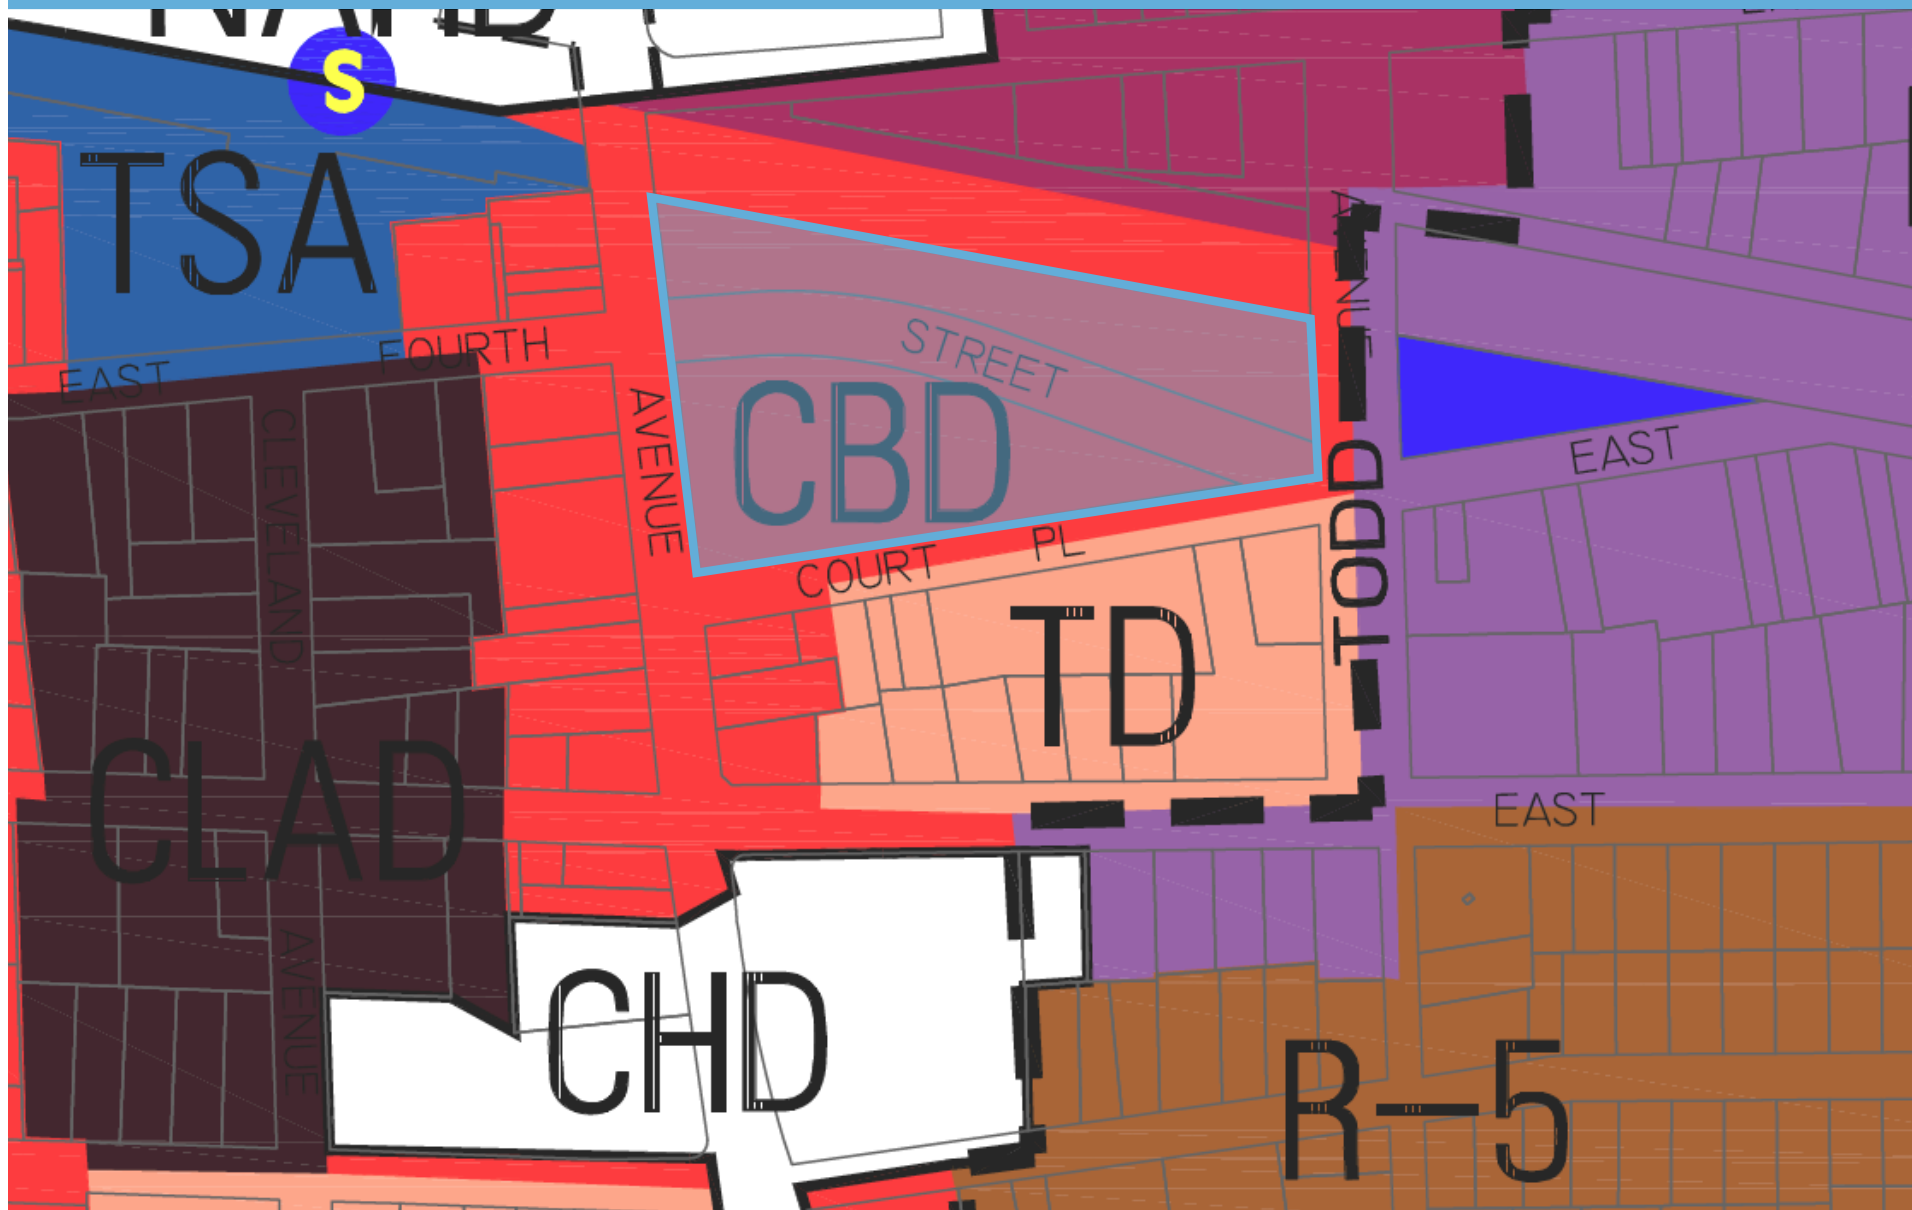 S
TSA
EAST
FOURTH
STREET
CBD
AVENUE
CLEVELAND
COURT
PL
AVENUE
TODD
EAST
TD
CLAD
EAST
AVENUE
CHD
R-5